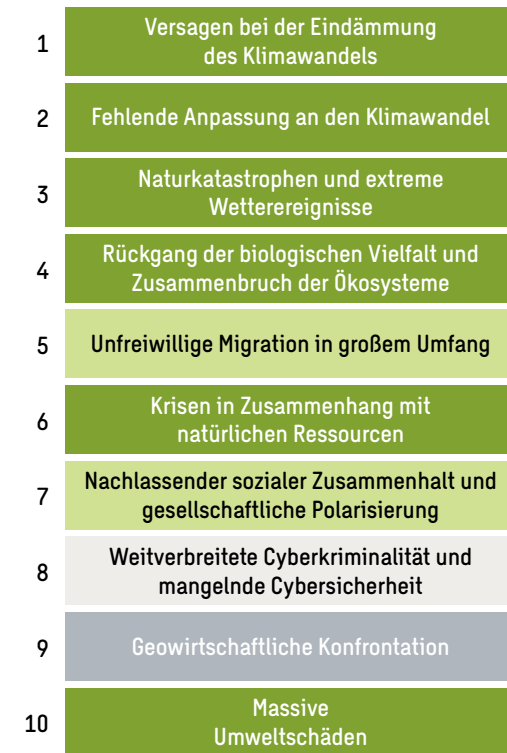 1
Versagen bei der Eindämmung
des Klimawandels
2
Fehlende Anpassung an den Klimawandel
3
Naturkatastrophen und extreme
Wetterereignisse
4
Rückgang der biologischen Vielfalt und
Zusammenbruch der Ökosysteme
5
Unfreiwillige Migration in großem Umfang
6
Krisen in Zusammenhang mit
natürlichen Ressourcen
7
Nachlassender sozialer Zusammenhalt und
gesellschaftliche Polarisierung
8
Weitverbreitete Cyberkriminalität und
mangelnde Cybersicherheit
9
Geowirtschaftliche Konfrontation
10
Massive
Umweltschäden